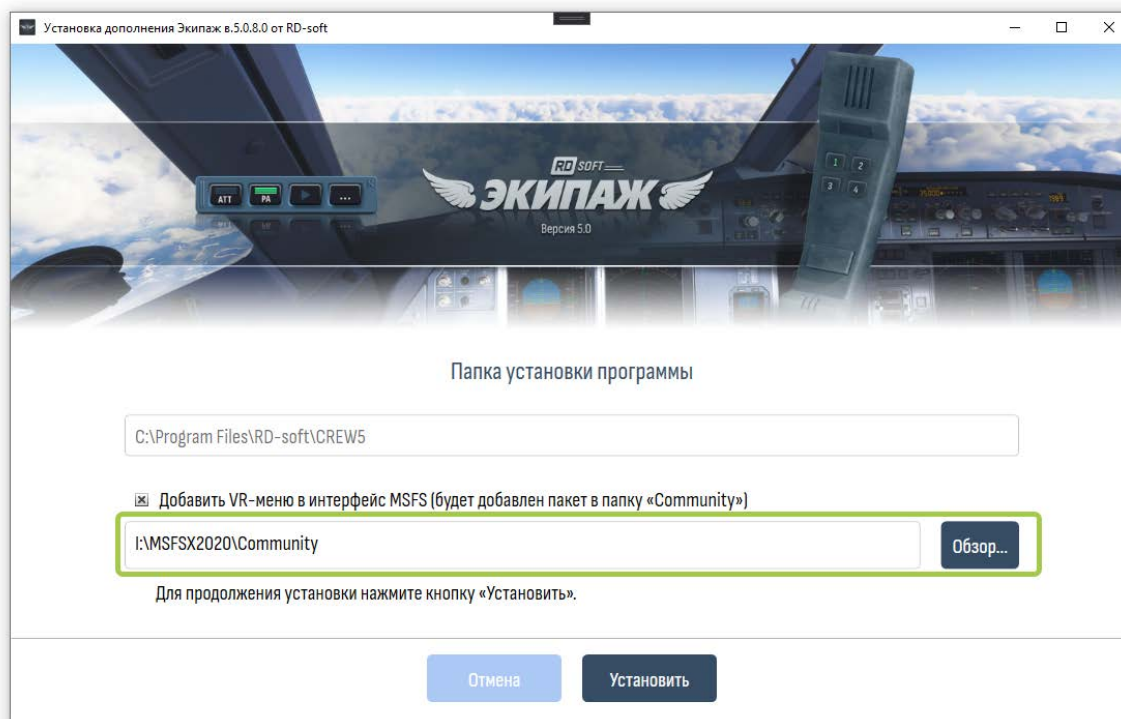 Установка дополнения Экипаж в.5.0.8.0 от RD-soft
RD SOFT
ЭКИПАЖ
Версия 5.0
ATT
PA
...
1 2
3 4
Папка установки программы
C:\Program Files\RD-soft\CREW5
Добавить VR-меню в интерфейс MSFS (будет добавлен пакет в папку «Community»)
I:\MSFSX2020\Community
Обзор...
Для продолжения установки нажмите кнопку «Установить».
Отмена
Установить